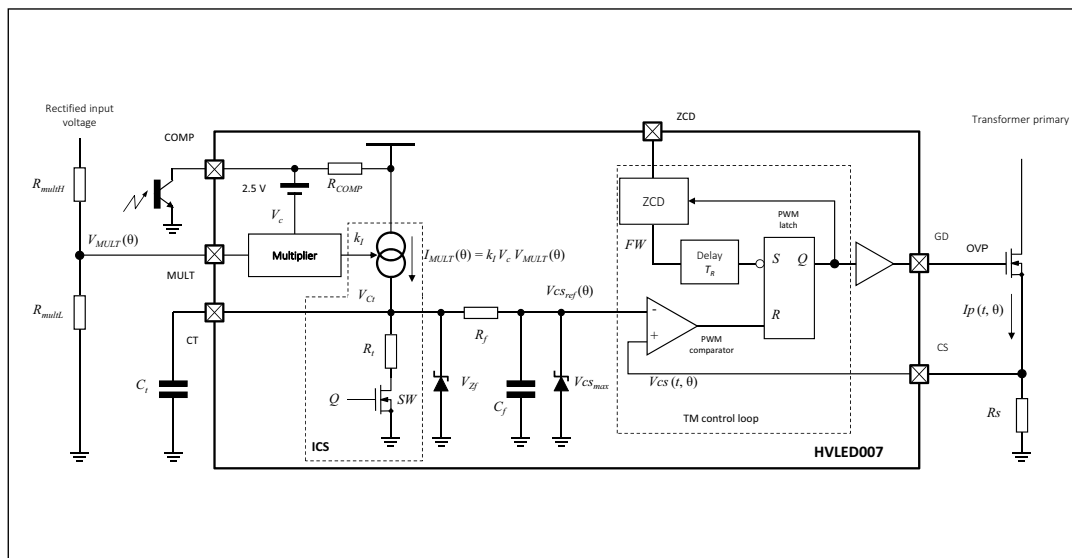 Rectified input
voltage
COMP
ZCD
Transformer primary
R_multH
2.5 V
R_COMP
V_c
ZCD
PWM
latch
V_MULT(θ)
k_I
FW
GD
OVP
Multiplier
I_MULT(θ) = k_I V_c V_MULT(θ)
Delay
T_R
S
Q
MULT
V_Ct
Vcs_ref(θ)
Ip(t, θ)
R_multL
R_f
-
+
R
CT
PWM
comparator
CS
R_t
C_t
V_Zf
Vcs_max
Vcs(t, θ)
Q
SW
C_f
Rs
TM control loop
ICS
HVLED007